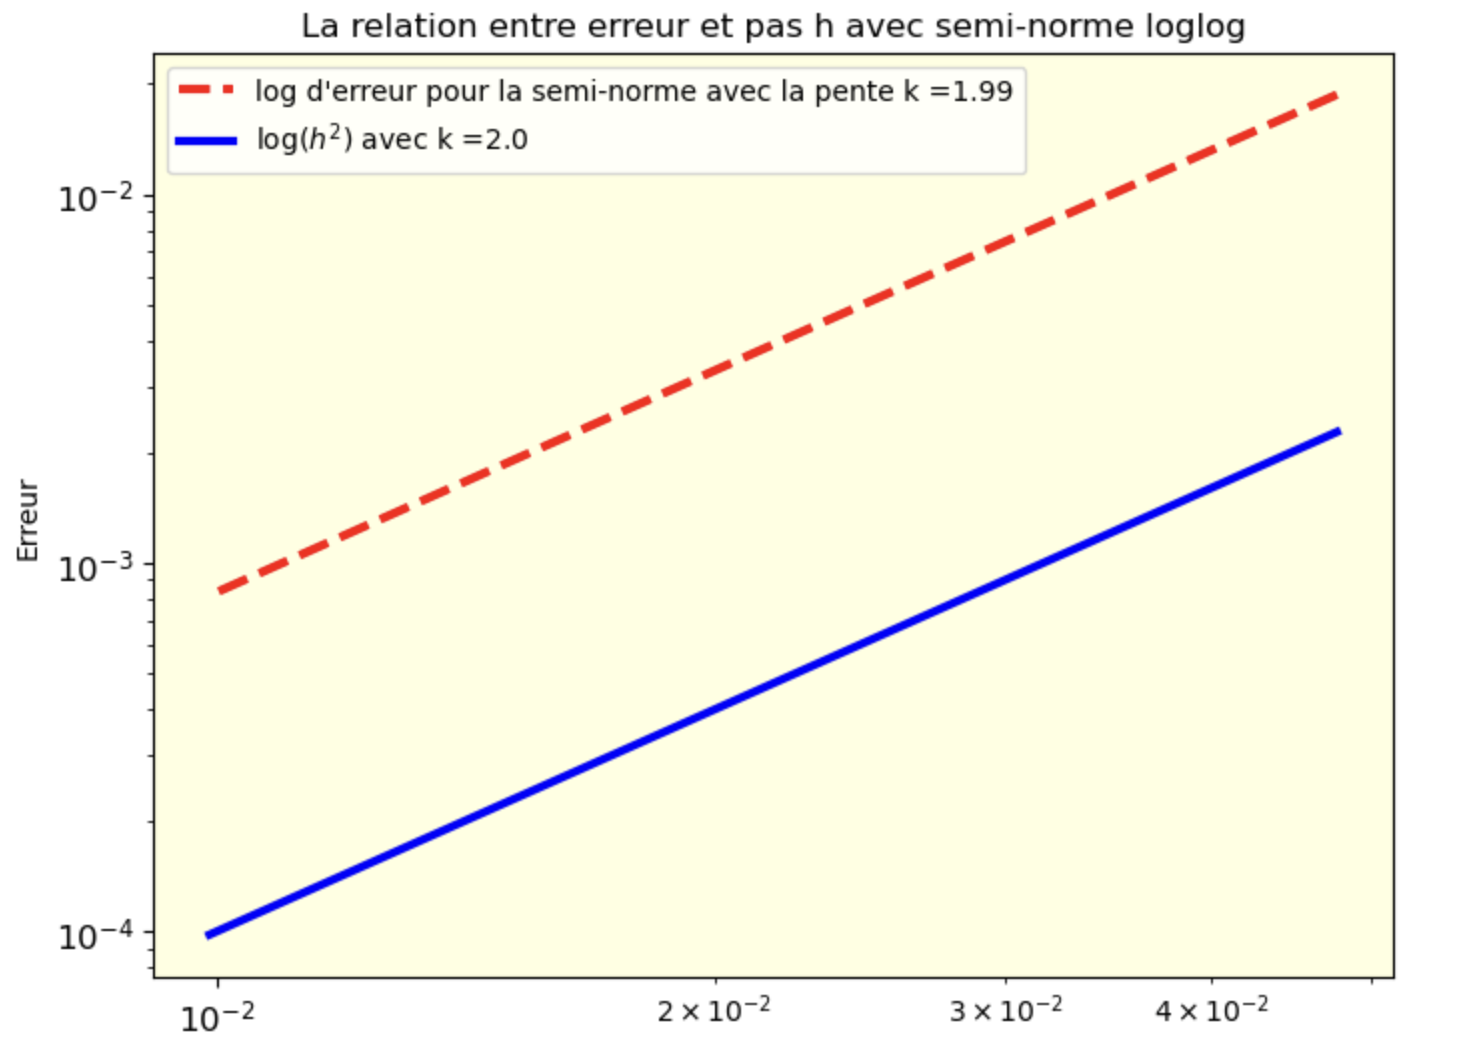 La relation entre erreur et pas h avec semi-norme loglog
log d'erreur pour la semi-norme avec la pente k =1.99
log(h²) avec k =2.0
10⁻²
10⁻³
10⁻⁴
Erreur
10⁻² 2 × 10⁻² 3 × 10⁻² 4 × 10⁻²